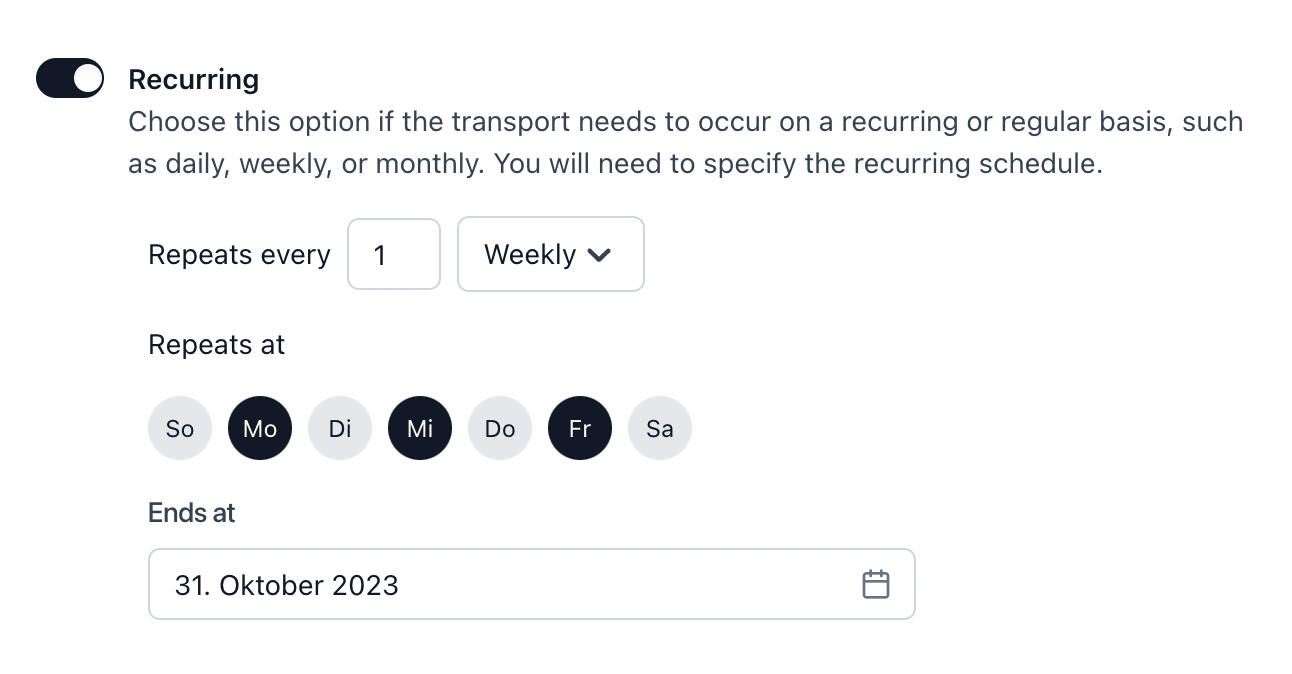 Recurring
Choose this option if the transport needs to occur on a recurring or regular basis, such
as daily, weekly, or monthly. You will need to specify the recurring schedule.
Repeats every 1 Weekly
Repeats at
So Mo Di Mi Do Fr Sa
Ends at
31. Oktober 2023